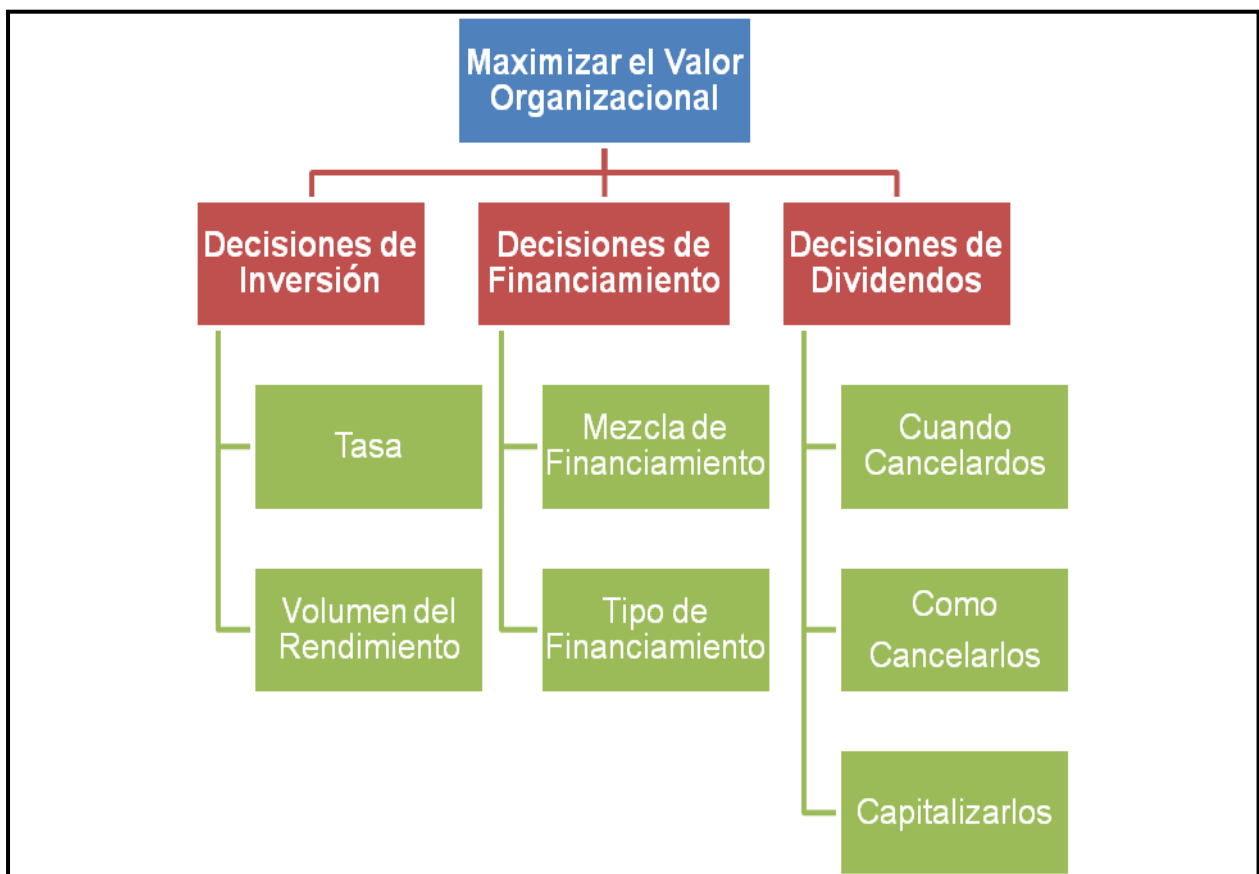 Maximizar el Valor
Organizacional
Decisiones de
Inversión
Decisiones de
Financiamiento
Decisiones de
Dividendos
Tasa
Mezcla de
Financiamiento
Cuando
Cancelardos
Volumen del
Rendimiento
Tipo de
Financiamiento
Como
Cancelarlos
Capitalizarlos